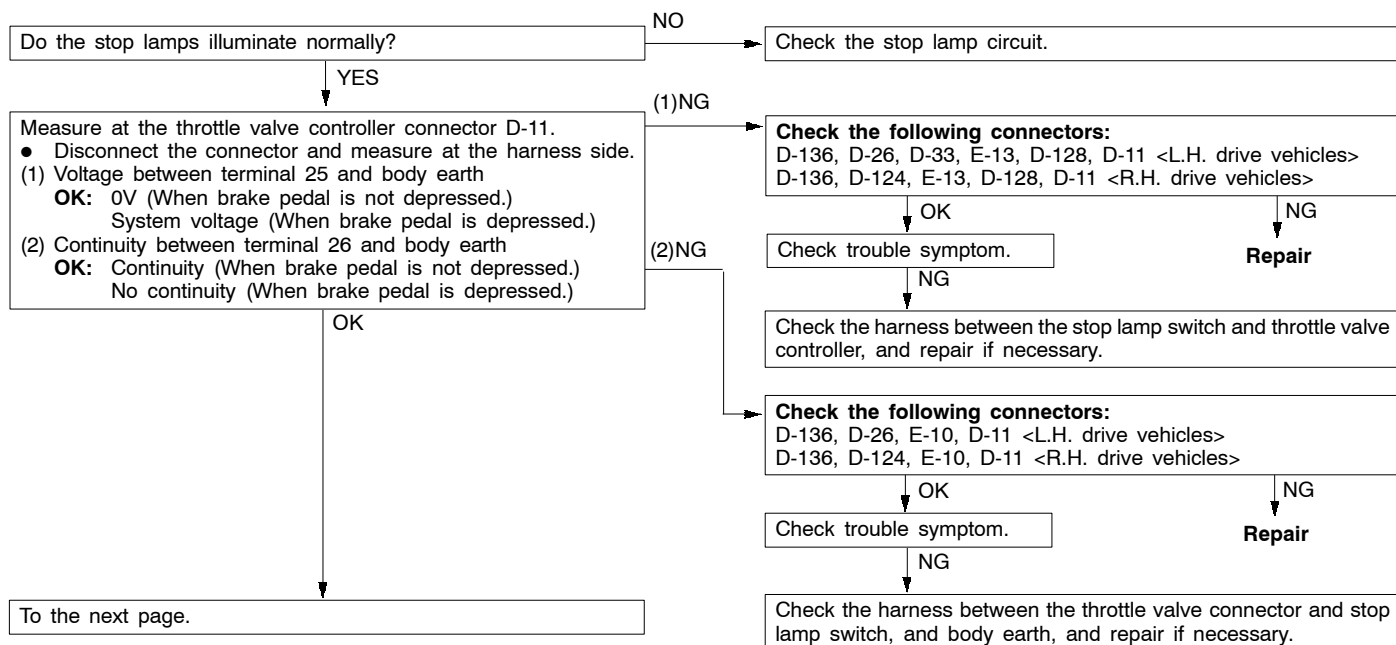 Do the stop lamps illuminate normally?
NO
Check the stop lamp circuit.
YES
Measure at the throttle valve controller connector D-11.
● Disconnect the connector and measure at the harness side.
(1) Voltage between terminal 25 and body earth
OK: 0V (When brake pedal is not depressed.)
System voltage (When brake pedal is depressed.)
(2) Continuity between terminal 26 and body earth
OK: Continuity (When brake pedal is not depressed.)
No continuity (When brake pedal is depressed.)
(1)NG
Check the following connectors:
D-136, D-26, D-33, E-13, D-128, D-11 <L.H. drive vehicles>
D-136, D-124, E-13, D-128, D-11 <R.H. drive vehicles>
OK
NG
Check trouble symptom.
Repair
NG
Check the harness between the stop lamp switch and throttle valve
controller, and repair if necessary.
(2)NG
Check the following connectors:
D-136, D-26, E-10, D-11 <L.H. drive vehicles>
D-136, D-124, E-10, D-11 <R.H. drive vehicles>
OK
NG
Check trouble symptom.
Repair
NG
Check the harness between the throttle valve connector and stop
lamp switch, and body earth, and repair if necessary.
OK
To the next page.